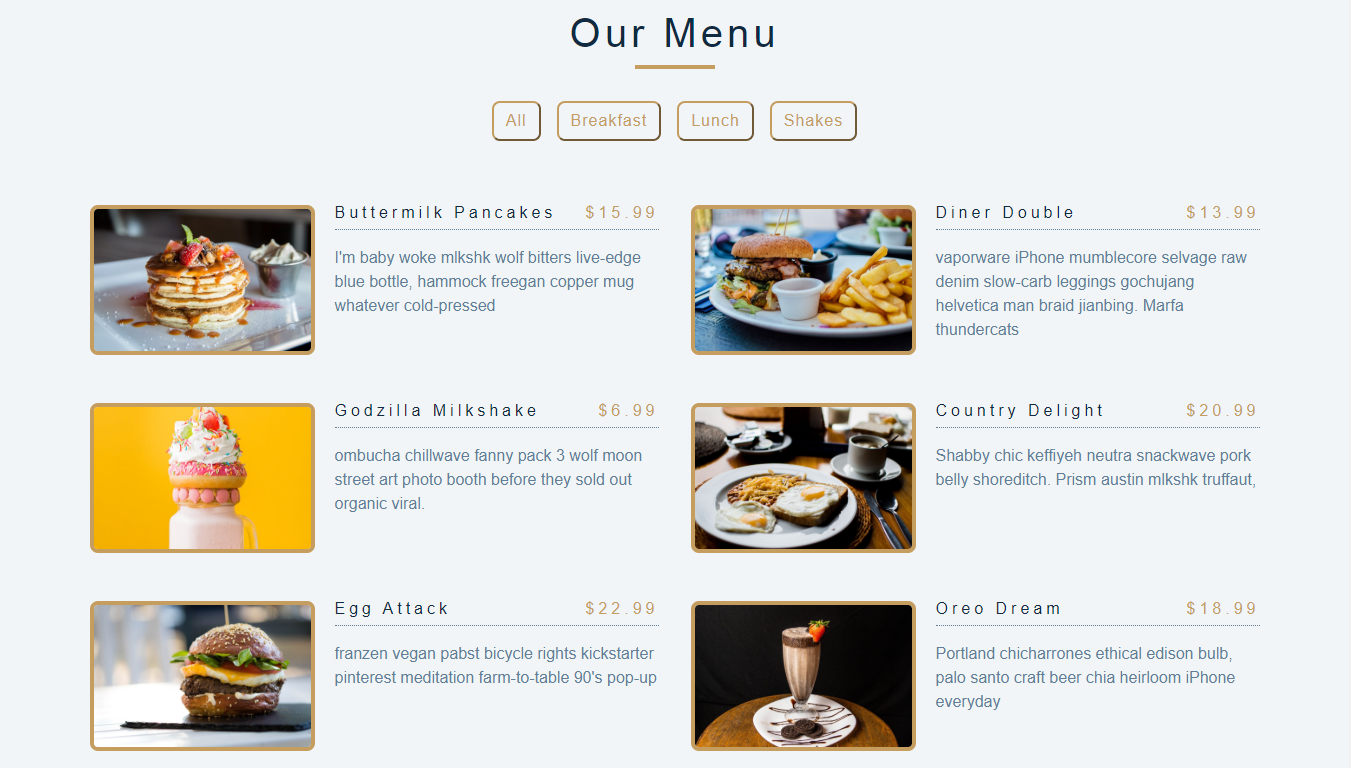 Our Menu
All Breakfast Lunch Shakes
Buttermilk Pancakes $15.99
I'm baby woke mlkshk wolf bitters live-edge
blue bottle, hammock freegan copper mug
whatever cold-pressed
Diner Double $13.99
vaporware iPhone mumblecore selvage raw
denim slow-carb leggings gochujang
helvetica man braid jianbing. Marfa
thundercats
Godzilla Milkshake $6.99
ombucha chillwave fanny pack 3 wolf moon
street art photo booth before they sold out
organic viral.
Country Delight $20.99
Shabby chic keffiyeh neutra snackwave pork
belly shoreditch. Prism austin mlkshk truffaut,
Egg Attack $22.99
franzen vegan pabst bicycle rights kickstarter
pinterest meditation farm-to-table 90's pop-up
Oreo Dream $18.99
Portland chicharrones ethical edison bulb,
palo santo craft beer chia heirloom iPhone
everyday